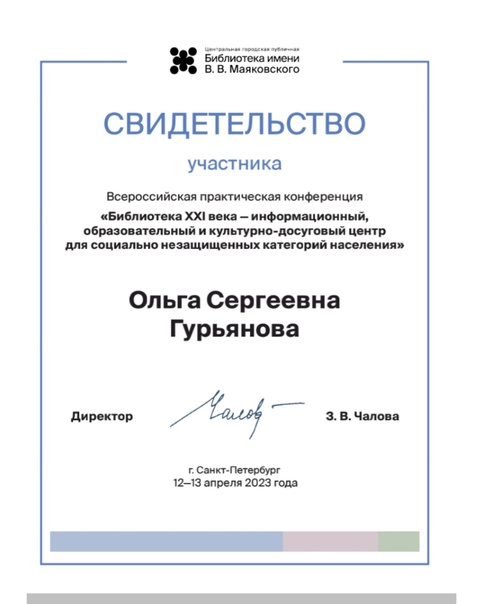 Центральная городская публичная
Библиотека имени
В. В. Маяковского
СВИДЕТЕЛЬСТВО
участника
Всероссийская практическая конференция
«Библиотека XXI века – информационный,
образовательный и культурно-досуговый центр
для социально незащищенных категорий населения»
Ольга Сергеевна
Гурьянова
Директор
Чалова
З. В. Чалова
г. Санкт-Петербург
12–13 апреля 2023 года